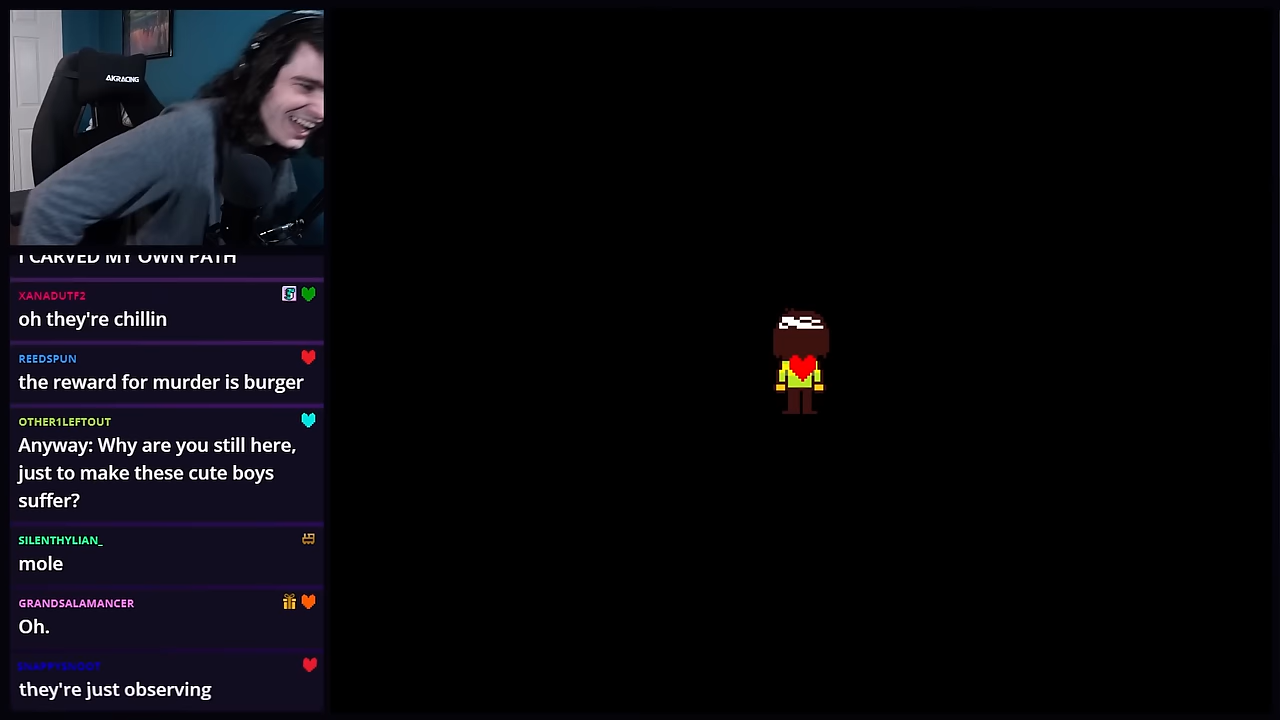 AKRACING
I CARVED MY OWN PATH
XANADUTF2
oh they're chillin
REEDSPUN
the reward for murder is burger
OTHER1LEFTOUT
Anyway: Why are you still here,
just to make these cute boys
suffer?
SILENTHYLIAN_
mole
GRANDSALAMANCER
Oh.
SNAPPYSNOOT
they're just observing